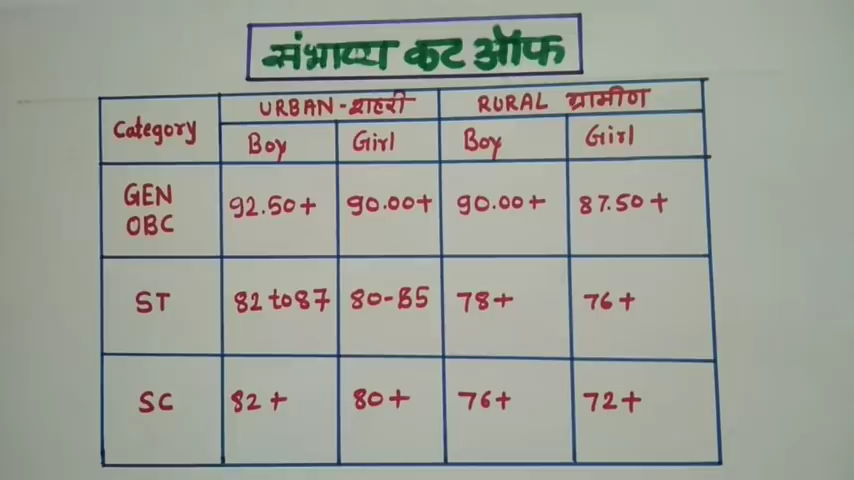 संभाव्य कट ऑफ
Category URBAN-शहरी RURAL ग्रामीण
Boy Girl Boy Girl
GEN OBC 92.50+ 90.00+ 90.00+ 87.50+
ST 82 to 87 80-85 78+ 76+
SC 82+ 80+ 76+ 72+